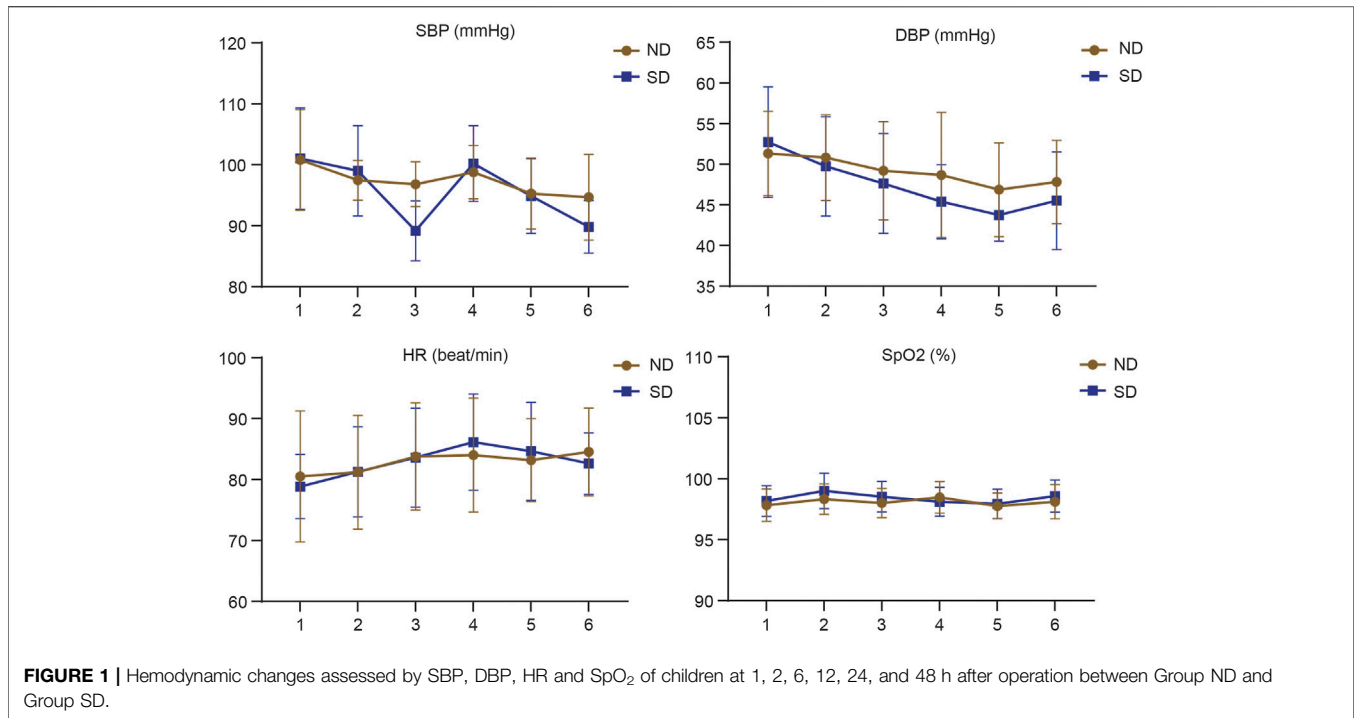 SBP (mmHg)
ND
SD
120
110
100
90
80
1 2 3 4 5 6
DBP (mmHg)
ND
SD
65
60
55
50
45
40
35
1 2 3 4 5 6
HR (beat/min)
ND
SD
100
90
80
70
60
1 2 3 4 5 6
SpO2 (%)
ND
SD
110
105
100
95
90
1 2 3 4 5 6
FIGURE 1 | Hemodynamic changes assessed by SBP, DBP, HR and SpO₂ of children at 1, 2, 6, 12, 24, and 48 h after operation between Group ND and
Group SD.